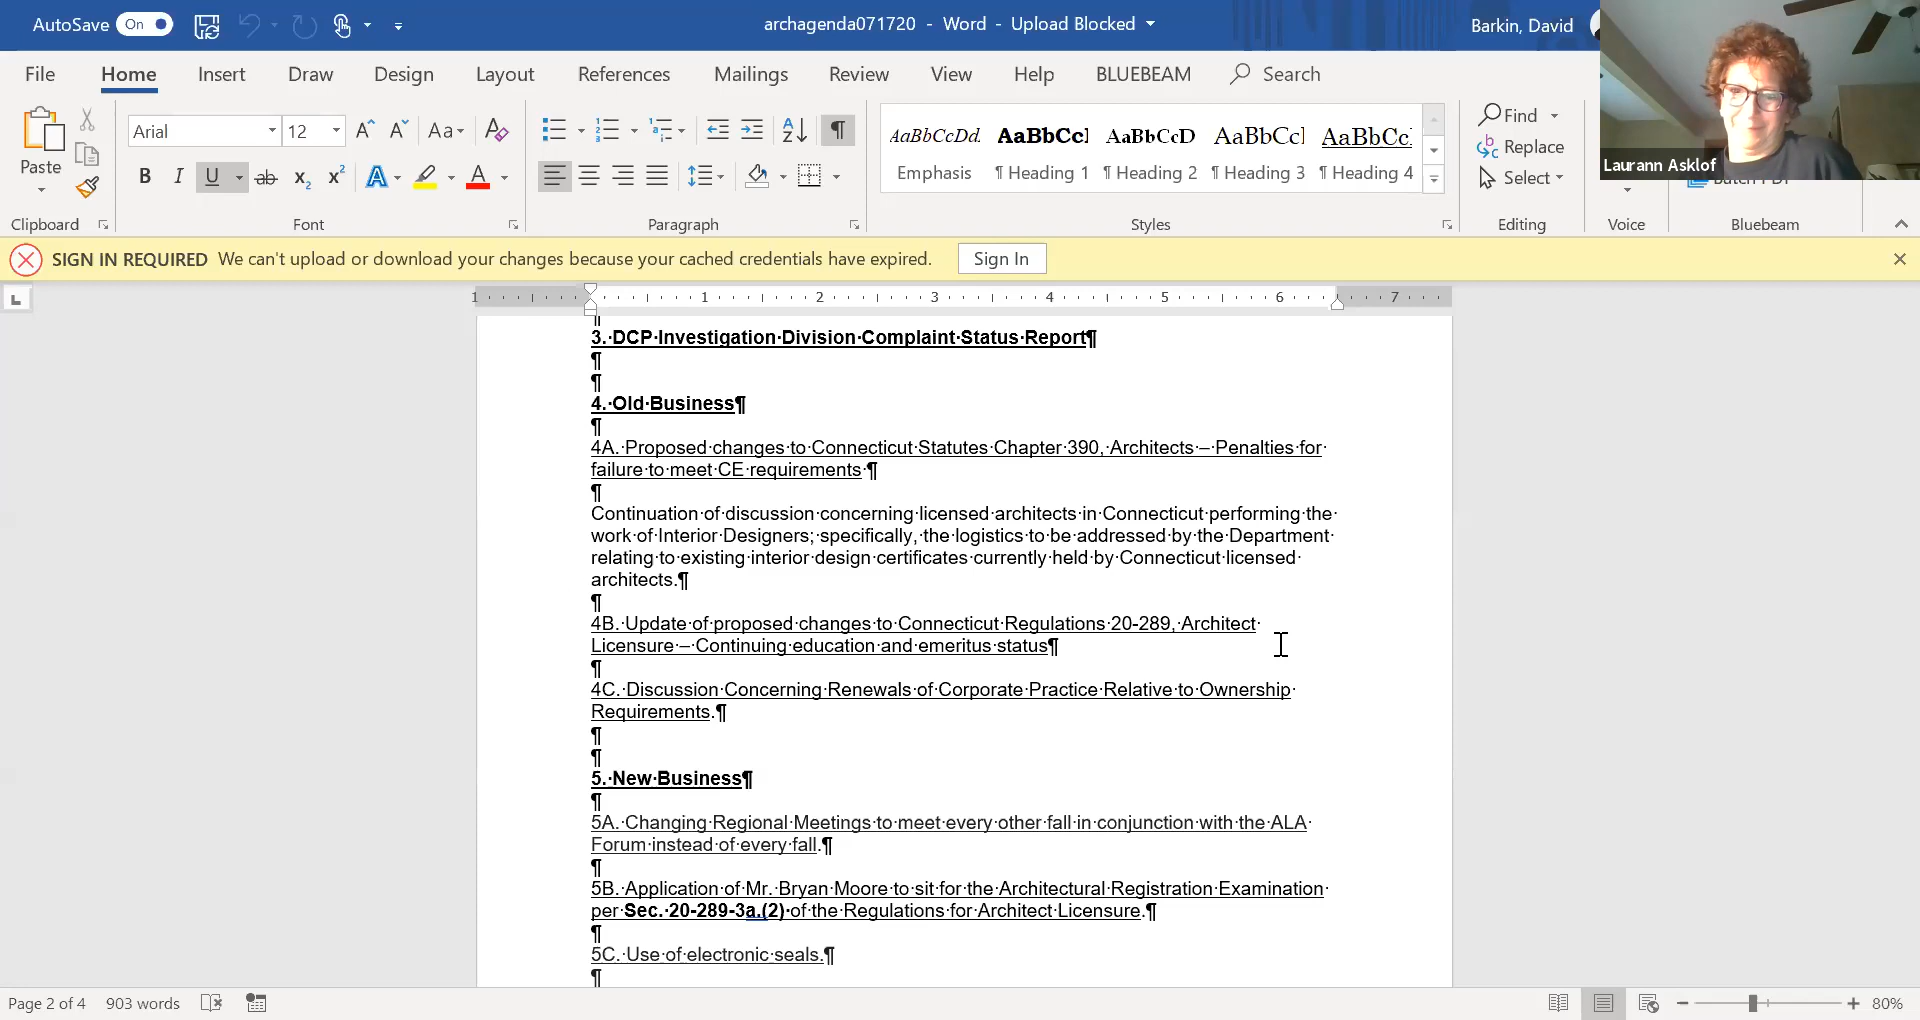 AutoSave On archagenda071720 - Word - Upload Blocked Barkin, David
File Home Insert Draw Design Layout References Mailings Review View Help BLUEBEAM Search
Paste Arial 12 Aa
AaBbCcDd. AaBbCcI AaBbCcD AaBbCcI AaBbCc.
Emphasis ¶ Heading 1 ¶ Heading 2 ¶ Heading 3 ¶ Heading 4
Find
Replace
Select
Laurann Asklof
Clipboard Font Paragraph Styles Editing Voice Bluebeam
SIGN IN REQUIRED We can't upload or download your changes because your cached credentials have expired. Sign In
1 1 2 3 4 5 6 7
3. DCP Investigation Division Complaint Status Report¶
¶
¶
4. Old Business¶
¶
4A. Proposed changes to Connecticut Statutes Chapter 390, Architects – Penalties for
failure to meet CE requirements ¶
¶
Continuation of discussion concerning licensed architects in Connecticut performing the
work of Interior Designers; specifically, the logistics to be addressed by the Department
relating to existing interior design certificates currently held by Connecticut licensed
architects.¶
¶
4B. Update of proposed changes to Connecticut Regulations 20-289, Architect
Licensure – Continuing education and emeritus status¶
¶
4C. Discussion Concerning Renewals of Corporate Practice Relative to Ownership
Requirements.¶
¶
¶
5. New Business¶
¶
5A. Changing Regional Meetings to meet every other fall in conjunction with the ALA
Forum instead of every fall.¶
¶
5B. Application of Mr. Bryan Moore to sit for the Architectural Registration Examination
per Sec. 20-289-3a.(2) of the Regulations for Architect Licensure.¶
¶
5C. Use of electronic seals.¶
¶
Page 2 of 4 903 words 80%